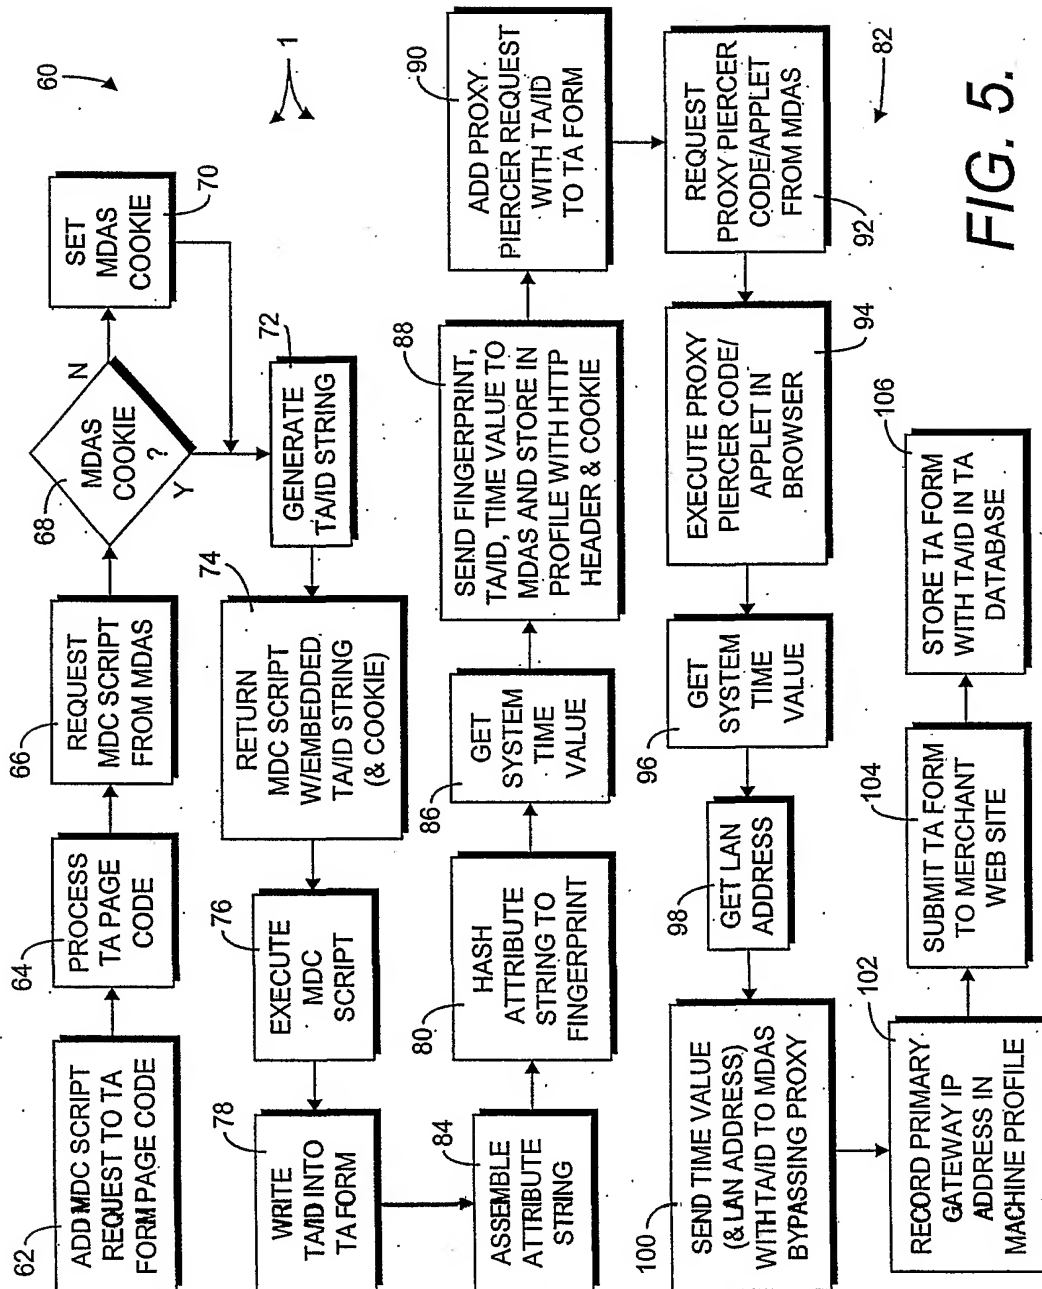 60
62
ADD MDC SCRIPT
REQUEST TO TA
FORM PAGE CODE
64
PROCESS
TA PAGE
CODE
66
REQUEST
MDC SCRIPT
FROM MDAS
68
MDAS
COOKIE
?
N
Y
70
SET
MDAS
COOKIE
72
GENERATE
TA/ID STRING
74
RETURN
MDC SCRIPT
W/EMBEDDED
TA/ID STRING
(& COOKIE)
76
EXECUTE
MDC
SCRIPT
78
WRITE
TA/ID INTO
TA FORM
1
84
ASSEMBLE
ATTRIBUTE
STRING
80
HASH
ATTRIBUTE
STRING TO
FINGERPRINT
86
GET
SYSTEM
TIME
VALUE
88
SEND FINGERPRINT,
TA/ID, TIME VALUE TO
MDAS AND STORE IN
PROFILE WITH HTTP
HEADER & COOKIE
90
ADD PROXY
PIERCER REQUEST
WITH TA/ID
TO TA FORM
92
REQUEST
PROXY PIERCER
CODE/APPLET
FROM MDAS
94
EXECUTE PROXY
PIERCER CODE/
APPLET IN
BROWSER
96
GET
SYSTEM
TIME
VALUE
98
GET LAN
ADDRESS
100
SEND TIME VALUE
(& LAN ADDRESS)
WITH TA/ID TO MDAS
BYPASSING PROXY
102
RECORD PRIMARY
GATEWAY IP
ADDRESS IN
MACHINE PROFILE
104
SUBMIT TA FORM
TO MERCHANT
WEB SITE
106
STORE TA FORM
WITH TA/ID IN TA
DATABASE
82
FIG. 5.